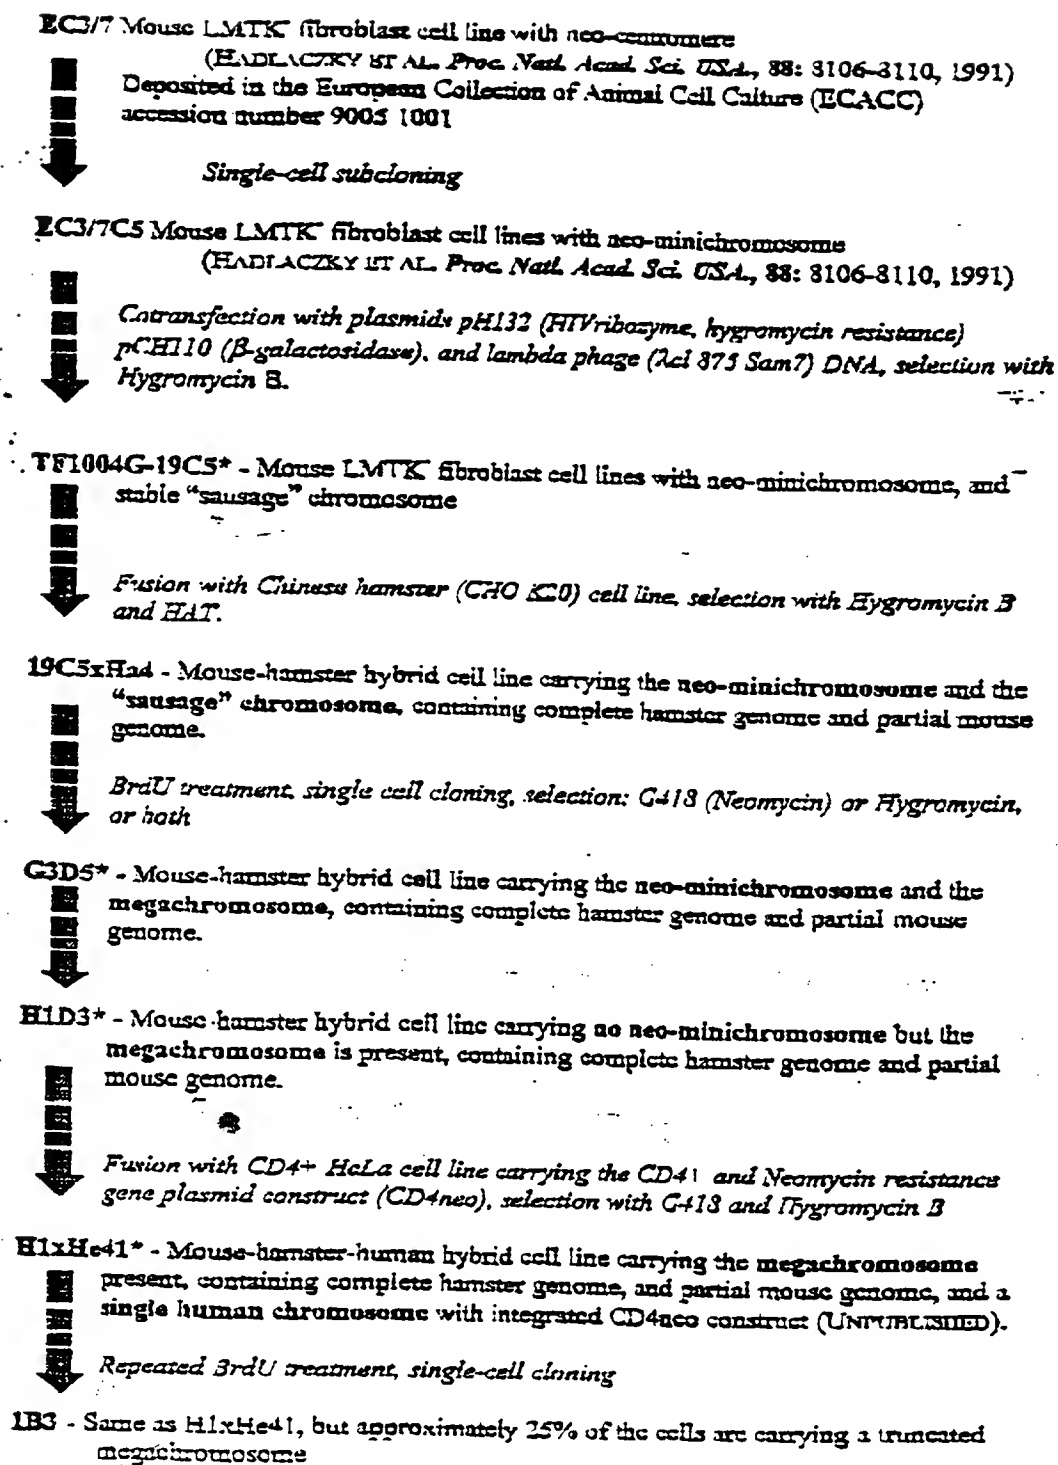 EC3/7 Mouse LMTK⁻ fibroblast cell line with neo-centromere
(HADLACZKY ET AL. Proc. Natl. Acad. Sci. USA., 88: 8106-8110, 1991)
Deposited in the European Collection of Animal Cell Culture (ECACC)
accession number 9005 1001
Single-cell subcloning
EC3/7C5 Mouse LMTK⁻ fibroblast cell lines with neo-minichromosome
(HADLACZKY ET AL. Proc. Natl. Acad. Sci. USA., 88: 8106-8110, 1991)
Cotransfection with plasmids pH132 (HIVribozyme, hygromycin resistance)
pCH110 (β-galactosidase), and lambda phage (λcI 875 Sam7) DNA, selection with
Hygromycin B.
TF1004G-19C5* - Mouse LMTK⁻ fibroblast cell lines with neo-minichromosome, and
stable "sausage" chromosome
Fusion with Chinese hamster (CHO K20) cell line, selection with Hygromycin B
and HAT.
19C5xHa4 - Mouse-hamster hybrid cell line carrying the neo-minichromosome and the
"sausage" chromosome, containing complete hamster genome and partial mouse
genome.
BrdU treatment, single cell cloning, selection: G418 (Neomycin) or Hygromycin,
or both
G3D5* - Mouse-hamster hybrid cell line carrying the neo-minichromosome and the
megachromosome, containing complete hamster genome and partial mouse
genome.
H1D3* - Mouse-hamster hybrid cell line carrying no neo-minichromosome but the
megachromosome is present, containing complete hamster genome and partial
mouse genome.
Fusion with CD4+ HeLa cell line carrying the CD4+ and Neomycin resistance
gene plasmid construct (CD4neo), selection with G418 and Hygromycin B
H1xHe41* - Mouse-hamster-human hybrid cell line carrying the megachromosome
present, containing complete hamster genome, and partial mouse genome, and a
single human chromosome with integrated CD4neo construct (UNPUBLISHED).
Repeated BrdU treatment, single-cell cloning
1B3 - Same as H1xHe41, but approximately 25% of the cells are carrying a truncated
megachromosome